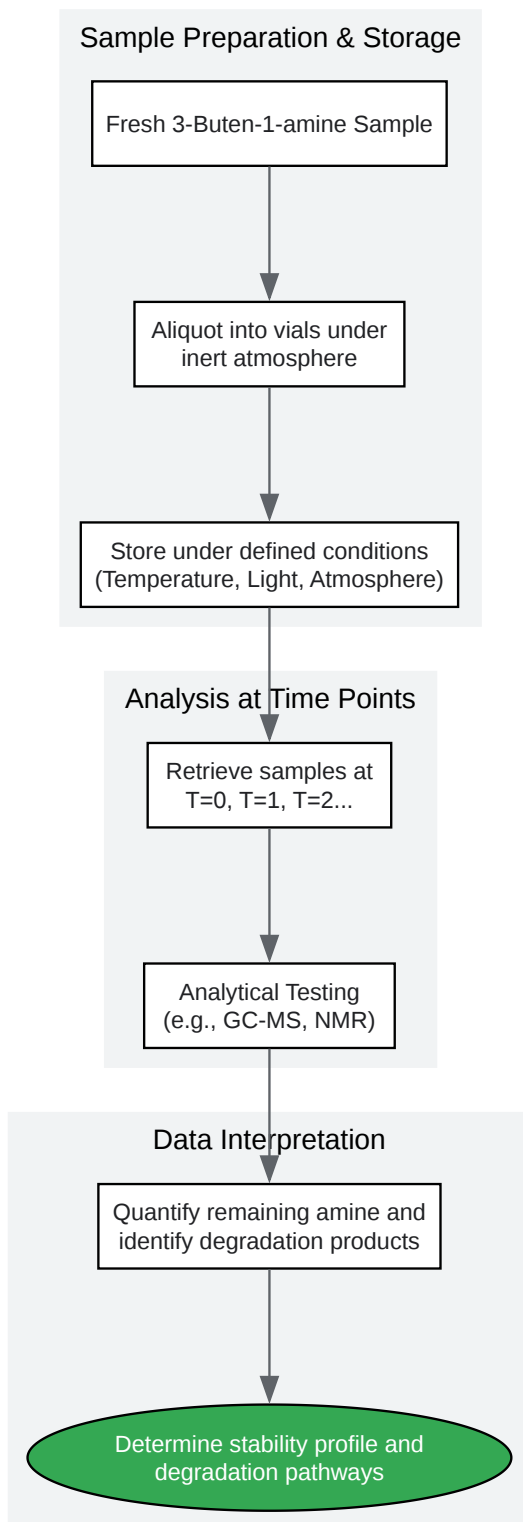 Sample Preparation & Storage
Fresh 3-Buten-1-amine Sample
Aliquot into vials under
inert atmosphere
Store under defined conditions
(Temperature, Light, Atmosphere)
Analysis at Time Points
Retrieve samples at
T=0, T=1, T=2...
Analytical Testing
(e.g., GC-MS, NMR)
Data Interpretation
Quantify remaining amine and
identify degradation products
Determine stability profile and
degradation pathways